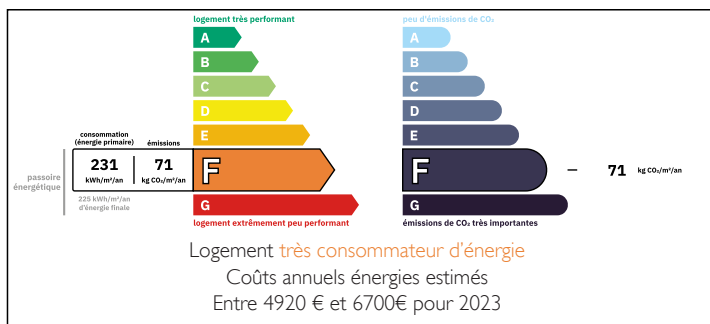 logement très performant
A
B
C
D
E
consommation
(énergie primaire)
émissions
231
kWh/m²/an
71
kg CO₂/m²/an
F
passoire
énergétique
225 kWh/m²/an
d'énergie finale
G
logement extrêmement peu performant
peu d'émissions de CO₂
A
B
C
D
E
F
71 kg CO₂/m²/an
G
émissions de CO₂ très importantes
Logement très consommateur d'énergie
Coûts annuels énergies estimés
Entre 4920 € et 6700€ pour 2023